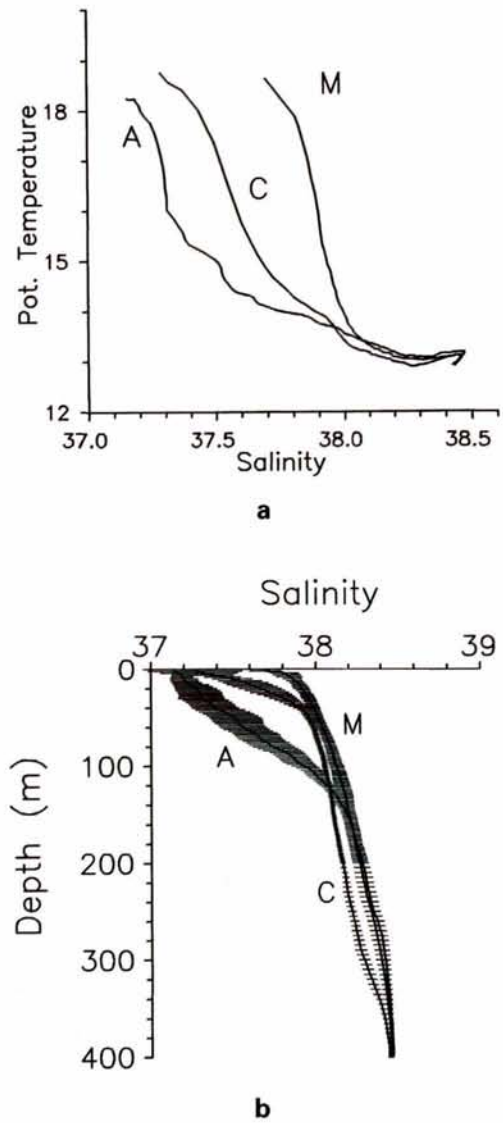 18
15
12
Pot. Temperature
A
C
M
37.0
37.5
38.0
38.5
Salinity
a
Salinity
37
38
39
0
100
200
300
400
Depth (m)
A
M
C
b